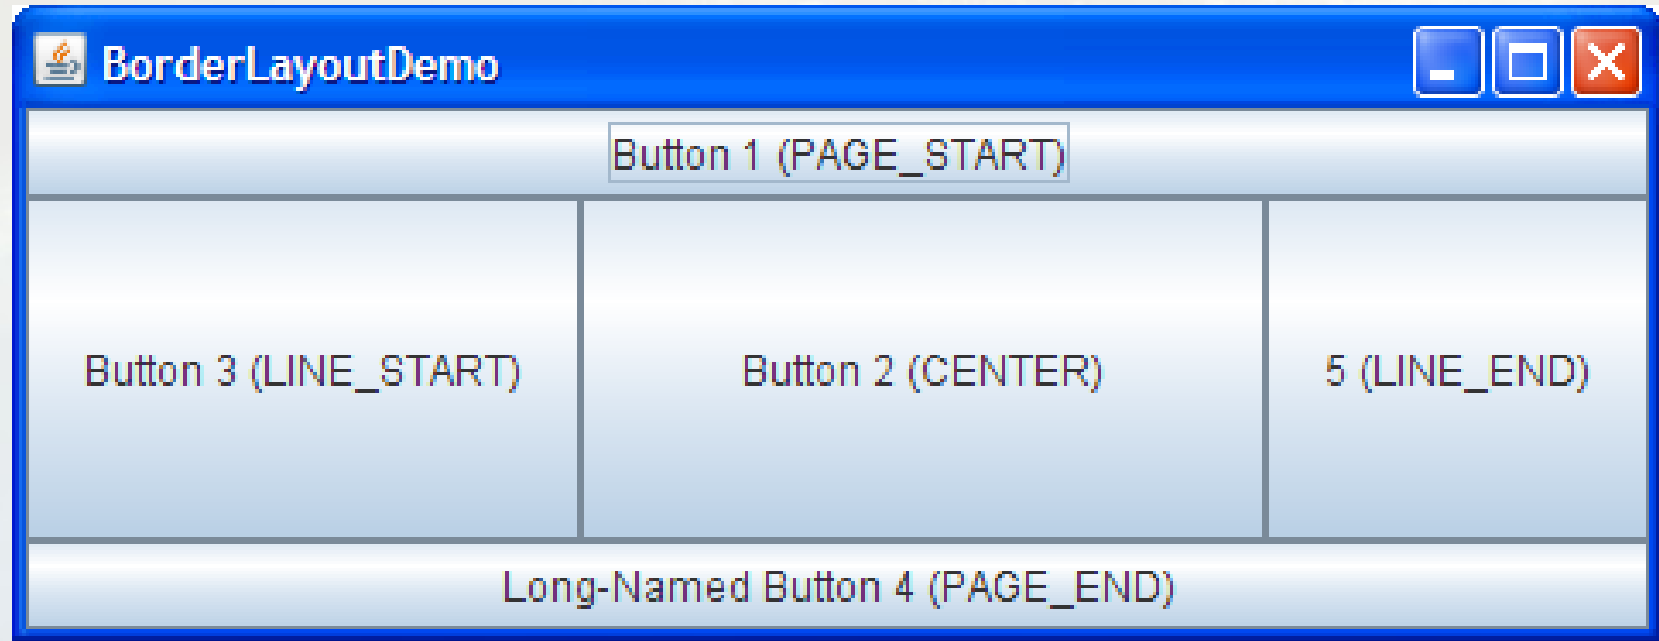 BorderLayoutDemo
Button 1 (PAGE_START)
Button 3 (LINE_START)
Button 2 (CENTER)
5 (LINE_END)
Long-Named Button 4 (PAGE_END)